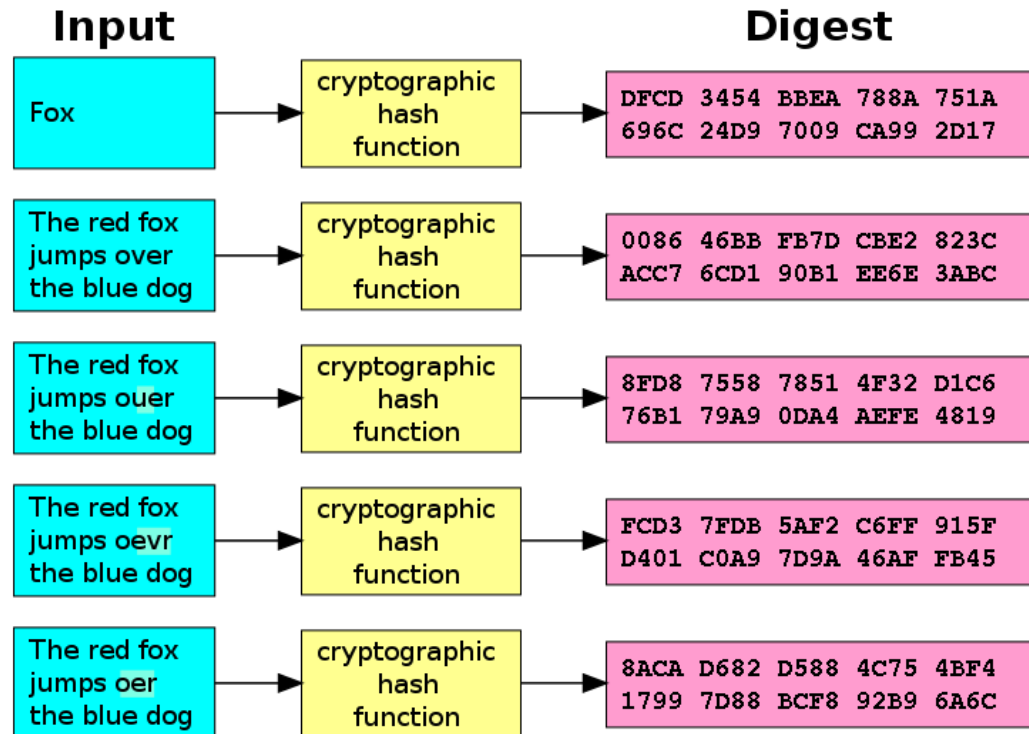 Input
Digest
Fox
cryptographic
hash
function
DFCD 3454 BBEA 788A 751A
696C 24D9 7009 CA99 2D17
The red fox
jumps over
the blue dog
cryptographic
hash
function
0086 46BB FB7D CBE2 823C
ACC7 6CD1 90B1 EE6E 3ABC
The red fox
jumps ouer
the blue dog
cryptographic
hash
function
8FD8 7558 7851 4F32 D1C6
76B1 79A9 0DA4 AEFE 4819
The red fox
jumps oevr
the blue dog
cryptographic
hash
function
FCD3 7FDB 5AF2 C6FF 915F
D401 C0A9 7D9A 46AF FB45
The red fox
jumps oer
the blue dog
cryptographic
hash
function
8ACA D682 D588 4C75 4BF4
1799 7D88 BCF8 92B9 6A6C